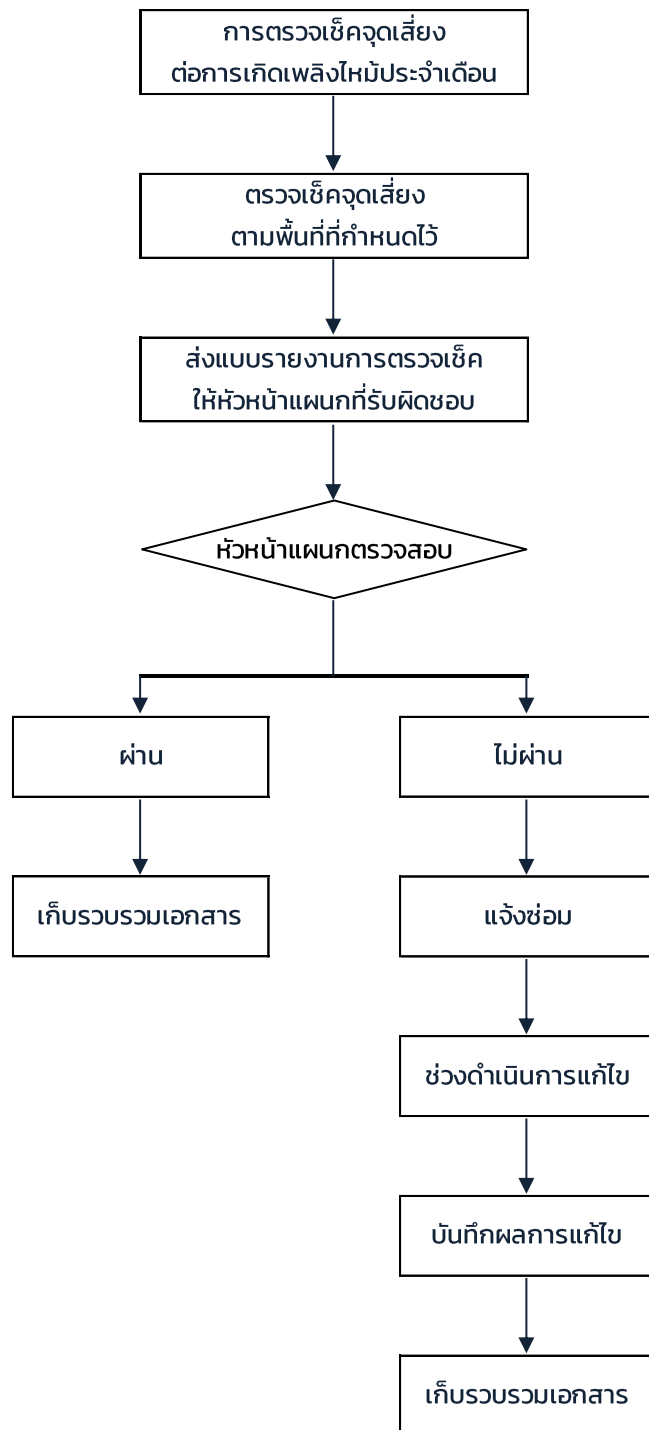 การตรวจเช็คจุดเสี่ยง
ต่อการเกิดเพลิงไหม้ประจำเดือน
ตรวจเช็คจุดเสี่ยง
ตามพื้นที่ที่กำหนดไว้
ส่งแบบรายงานการตรวจเช็ค
ให้หัวหน้าแผนกที่รับผิดชอบ
หัวหน้าแผนกตรวจสอบ
ผ่าน
ไม่ผ่าน
เก็บรวบรวมเอกสาร
แจ้งซ่อม
ช่วงดำเนินการแก้ไข
บันทึกผลการแก้ไข
เก็บรวบรวมเอกสาร